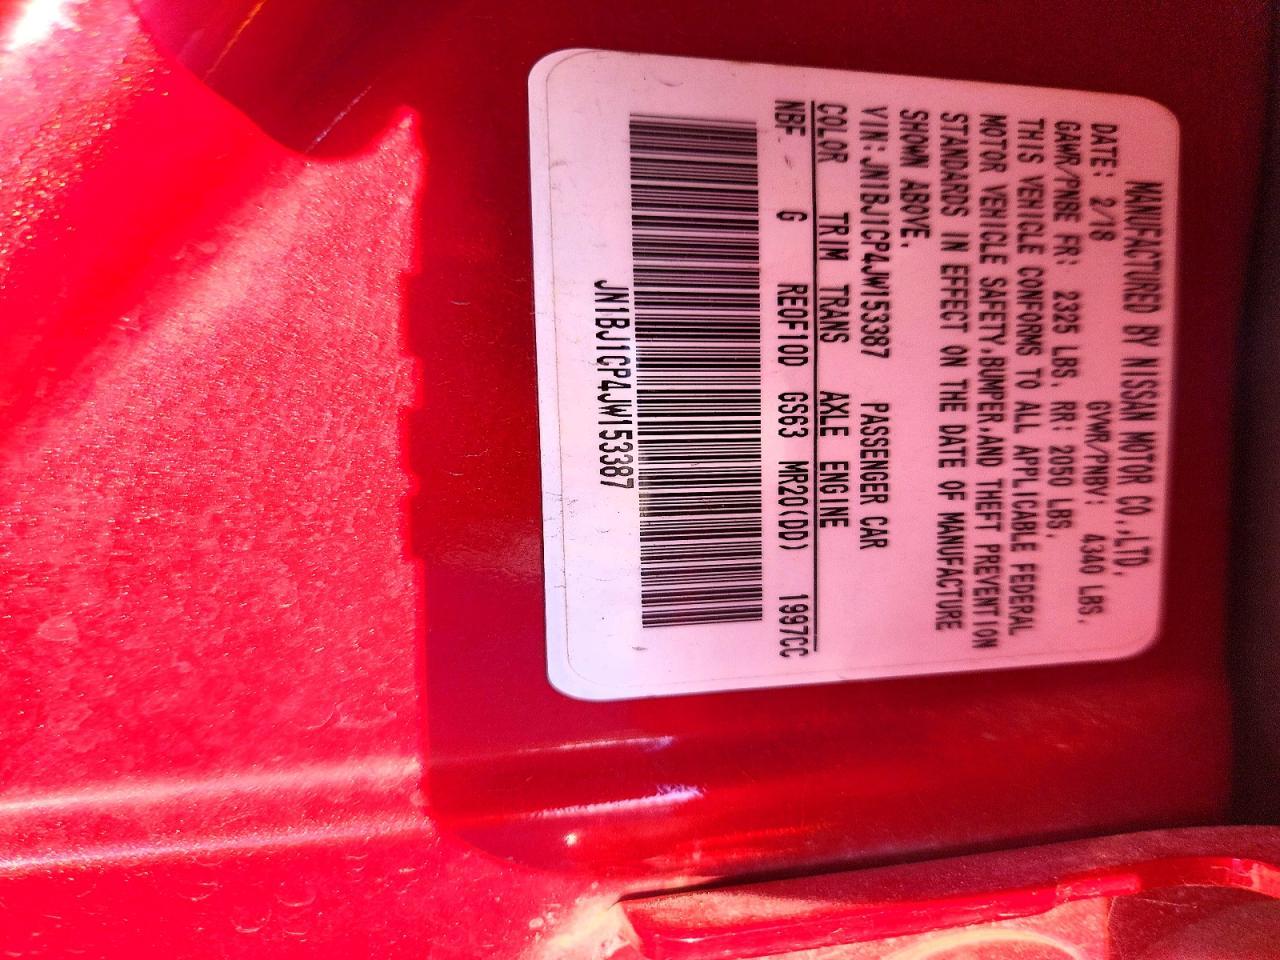 MANUFACTURED BY NISSAN MOTOR CO.,LTD.
DATE: 2/18 GVWR/PNBV: 4340 LBS.
GAWR/PNBE FR: 2325 LBS. RR: 2050 LBS.
THIS VEHICLE CONFORMS TO ALL APPLICABLE FEDERAL
MOTOR VEHICLE SAFETY,BUMPER,AND THEFT PREVENTION
STANDARDS IN EFFECT ON THE DATE OF MANUFACTURE
SHOWN ABOVE.
VIN:JN1BJ1CP4JW153387 PASSENGER CAR
COLOR TRIM TRANS AXLE ENGINE
NBF G RE0F10D GS63 MR20(DD) 1997CC
JN1BJ1CP4JW153387